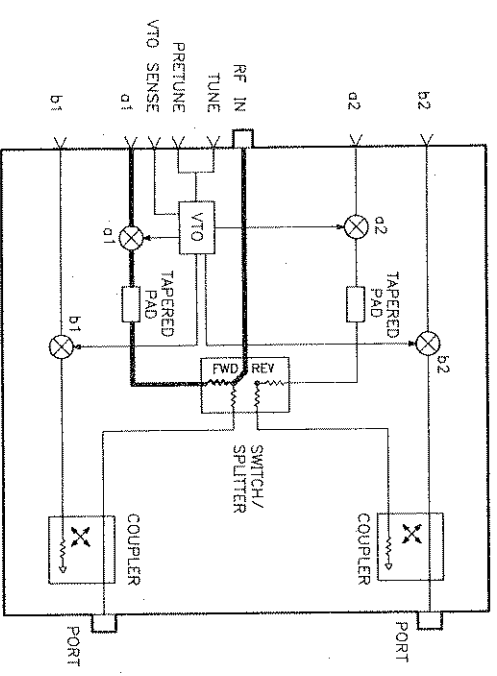 b1
a1
VTO SENSE
PRETUNE
TUNE
RF IN
a2
b2
VTO
a1
a2
b1
b2
TAPERED
PAD
TAPERED
PAD
FWD
REV
SWITCH/
SPLITTER
COUPLER
COUPLER
PORT
PORT